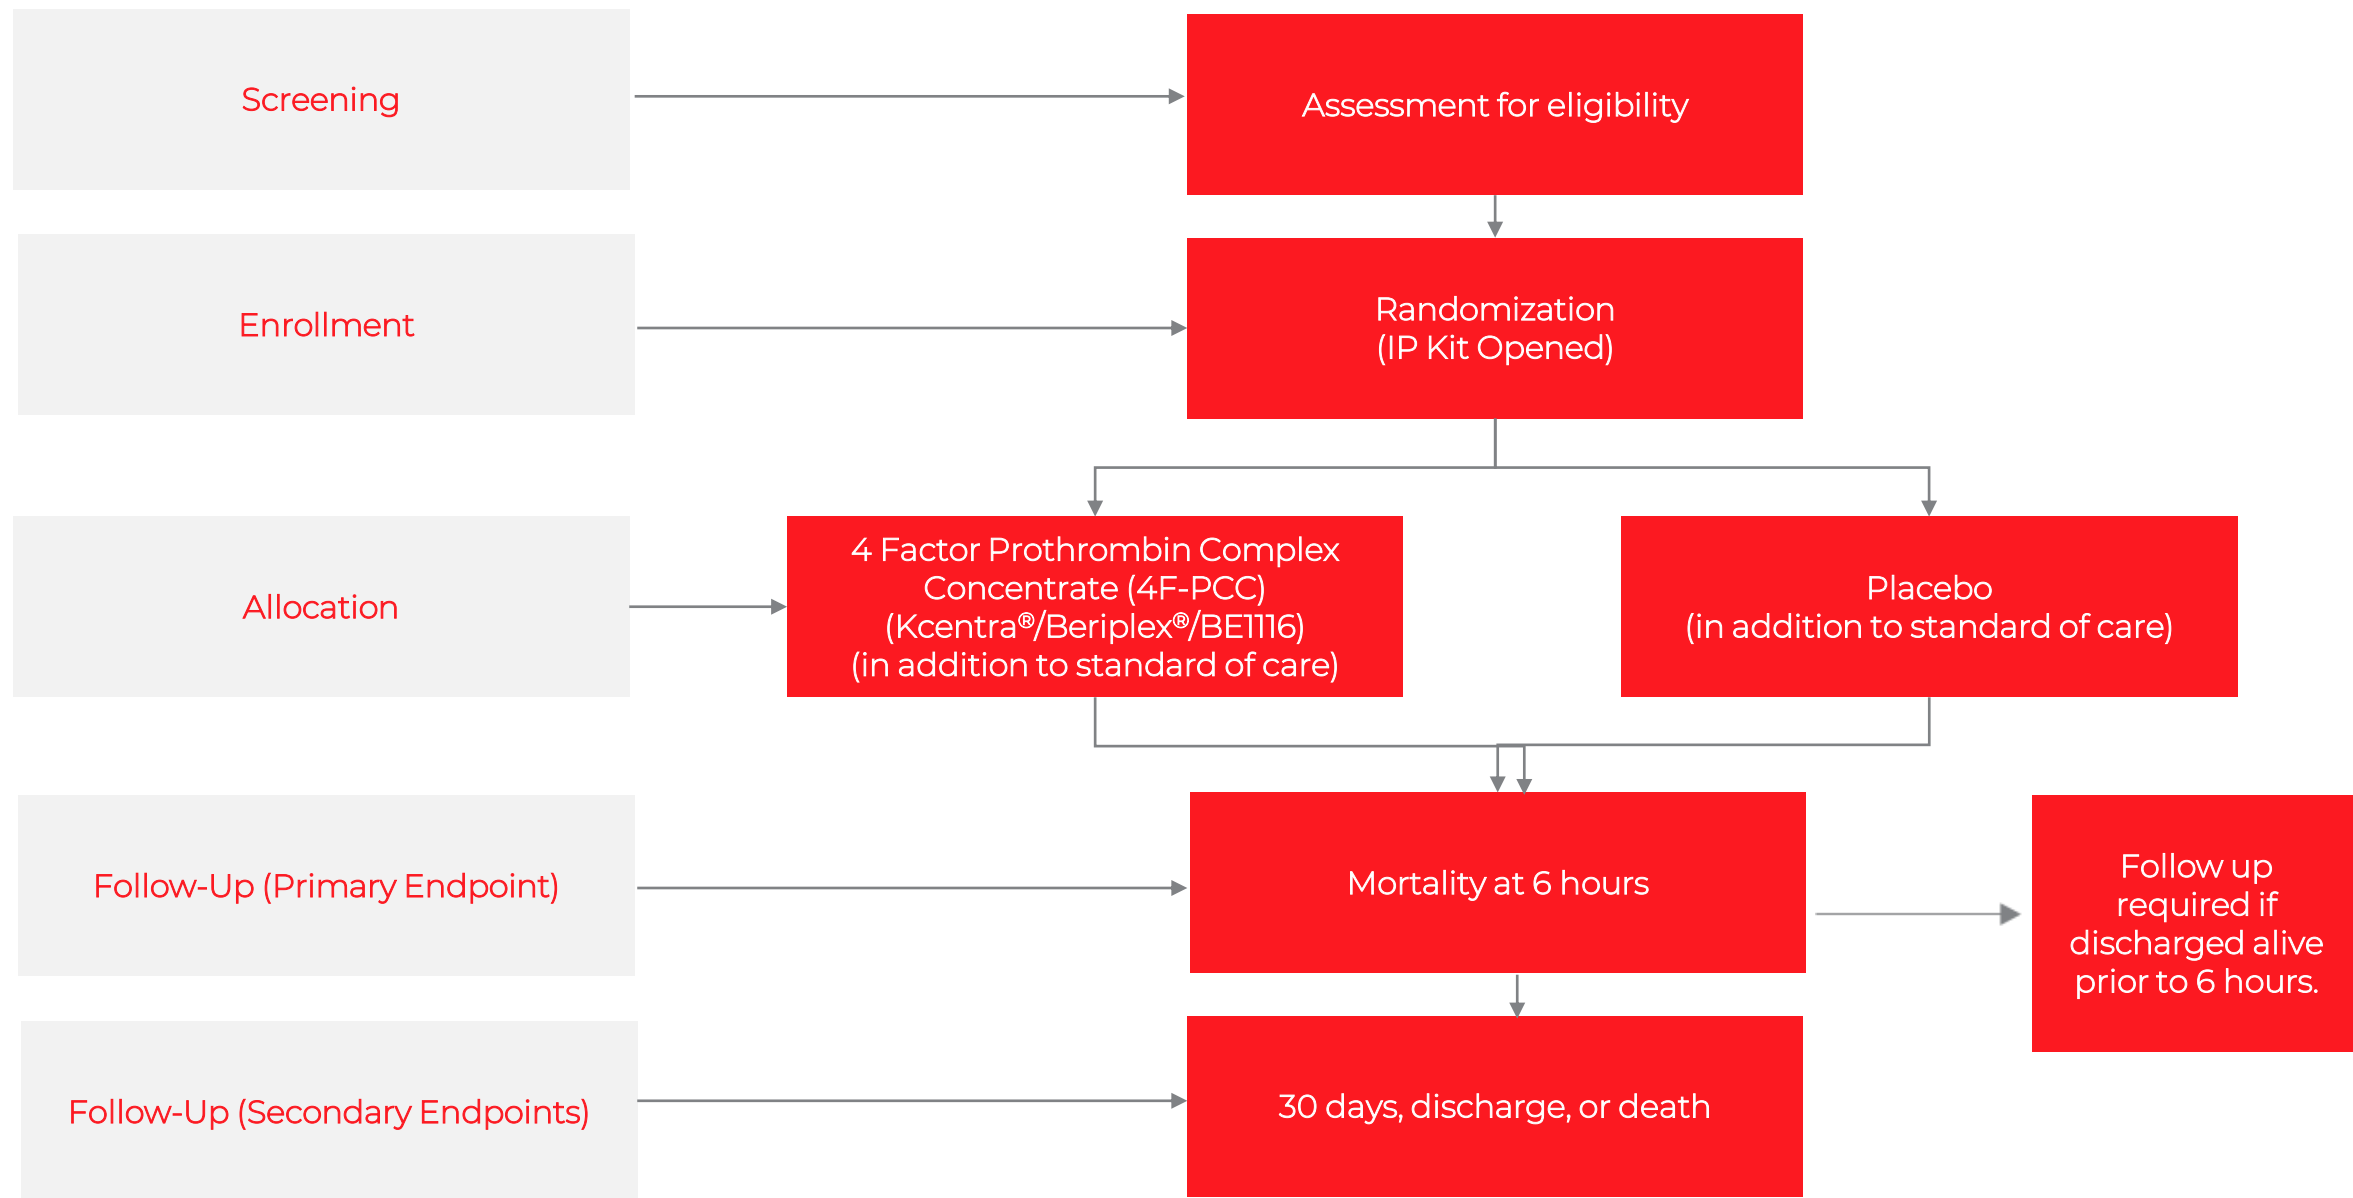 Screening
Assessment for eligibility
Enrollment
Randomization
(IP Kit Opened)
Allocation
4 Factor Prothrombin Complex
Concentrate (4F-PCC)
(Kcentra®/Beriplex®/BE1116)
(in addition to standard of care)
Placebo
(in addition to standard of care)
Follow-Up (Primary Endpoint)
Mortality at 6 hours
Follow up
required if
discharged alive
prior to 6 hours.
Follow-Up (Secondary Endpoints)
30 days, discharge, or death